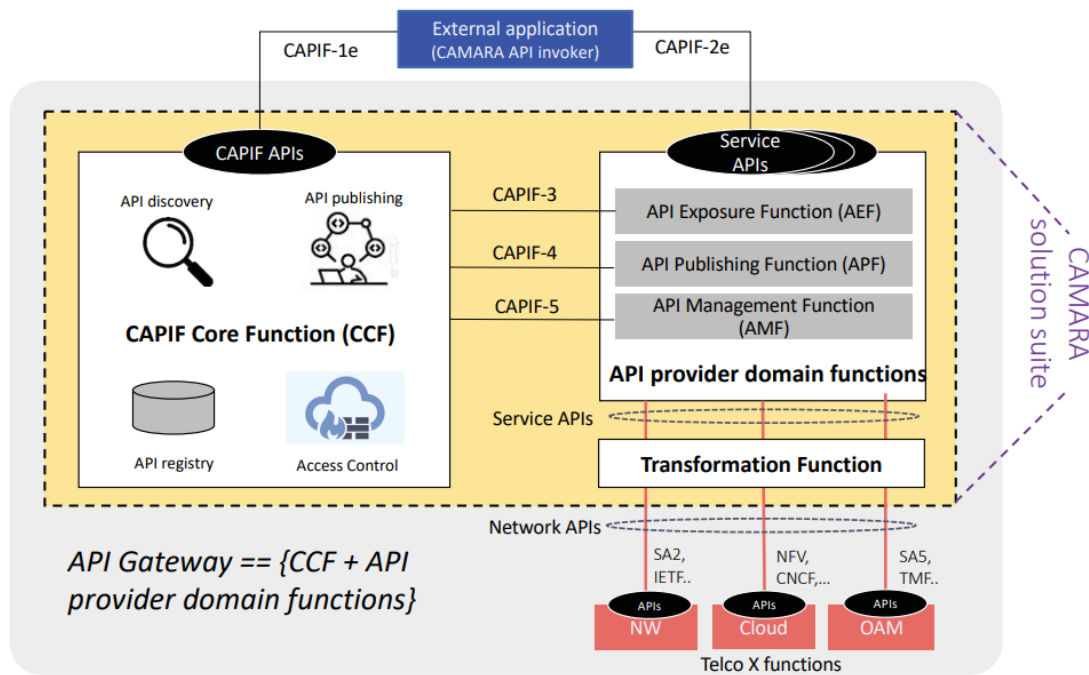 External application
(CAMARA API invoker)
CAPIF-1e
CAPIF-2e
CAPIF APIs
Service
APIs
API discovery
API publishing
CAPIF-3
API Exposure Function (AEF)
CAPIF-4
API Publishing Function (APF)
CAPIF-5
API Management Function
(AMF)
CAPIF Core Function (CCF)
API provider domain functions
Service APIs
API registry
Access Control
Transformation Function
CAMARA
solution suite
Network APIs
API Gateway == {CCF + API
provider domain functions}
SA2,
IETF..
NFV,
CNCF,...
SA5,
TMF..
APIs
NW
APIs
Cloud
APIs
OAM
Telco X functions